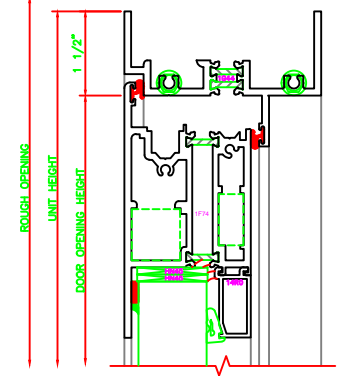 1 1/2"
ROUGH OPENING
UNIT HEIGHT
DOOR OPENING HEIGHT
1F74